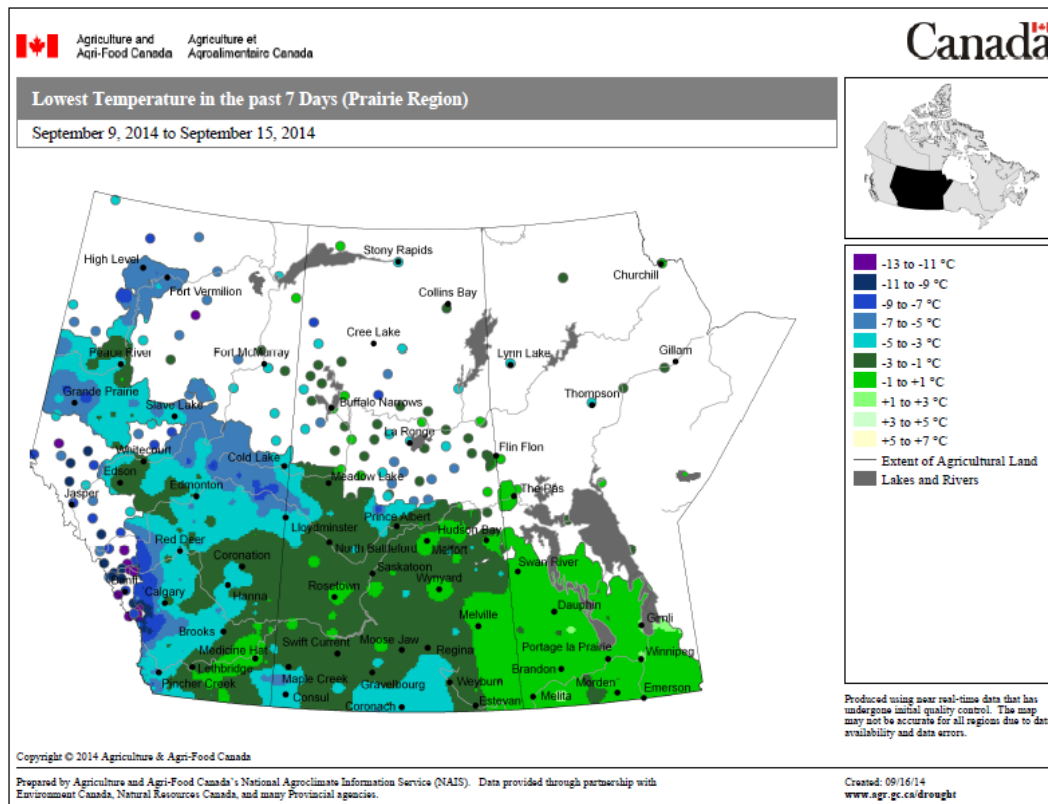 Agriculture and
Agri-Food Canada
Agriculture et
Agroalimentaire Canada
Canada
Lowest Temperature in the past 7 Days (Prairie Region)
September 9, 2014 to September 15, 2014
High Level
Fort Vermilion
Stony Rapids
Churchill
Collins Bay
Cree Lake
Peace River
Fort McMurray
Lynn Lake
Gillam
Grande Prairie
Slave Lake
Buffalo Narrows
Thompson
La Ronge
Whitecourt
Cold Lake
Flin Flon
Edson
Meadow Lake
Jasper
Edmonton
The Pas
Lloydminster
Prince Albert
Red Deer
North Battleford
Hudson Bay
Melfort
Coronation
Saskatoon
Swan River
Banff
Hanna
Rosetown
Wynyard
Calgary
Dauphin
Melville
Gimli
Brooks
Swift Current
Moose Jaw
Regina
Portage la Prairie
Winnipeg
Medicine Hat
Lethbridge
Brandon
Pincher Creek
Maple Creek
Gravelbourg
Weyburn
Morden
Consul
Coronach
Estevan
Melita
Emerson
-13 to -11 °C
-11 to -9 °C
-9 to -7 °C
-7 to -5 °C
-5 to -3 °C
-3 to -1 °C
-1 to +1 °C
+1 to +3 °C
+3 to +5 °C
+5 to +7 °C
Extent of Agricultural Land
Lakes and Rivers
Produced using near real-time data that has
undergone initial quality control. The map
may not be accurate for all regions due to data
availability and data errors.
Copyright © 2014 Agriculture & Agri-Food Canada
Prepared by Agriculture and Agri-Food Canada's National Agroclimate Information Service (NAIS). Data provided through partnership with
Environment Canada, Natural Resources Canada, and many Provincial agencies.
Created: 09/16/14
www.agr.gc.ca/drought